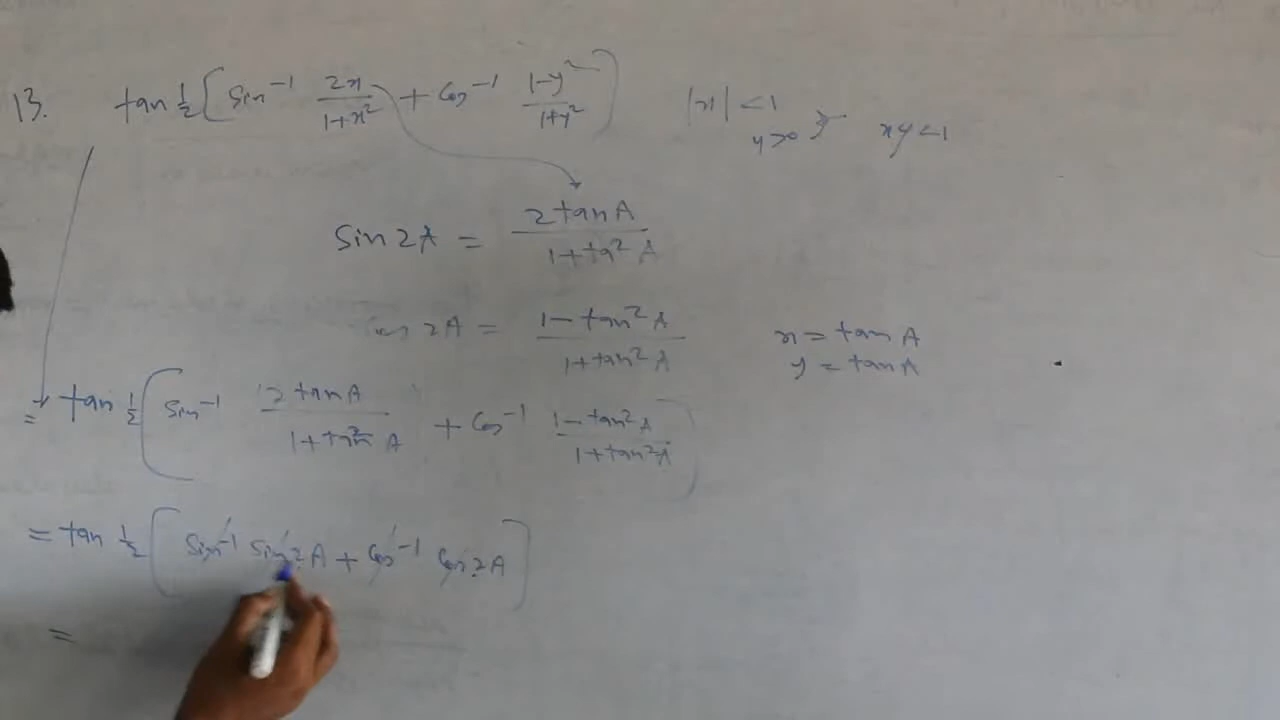 13. tan 1/2 [ Sin⁻¹ 2x/1+x² + Cos⁻¹ 1-y²/1+y² ] |x| < 1
y > 0 } xy < 1
Sin 2A = 2 tan A / 1 + ta² A
Cos 2A = 1 - tan² A / 1 + tan² A
x = tan A
y = tan A
= tan 1/2 [ Sin⁻¹ 2 tan A / 1 + tan² A + Cos⁻¹ 1 - tan² A / 1 + tan² A ]
= tan 1/2 [ Sin⁻¹ Sin 2A + Cos⁻¹ Cos 2A ]
=